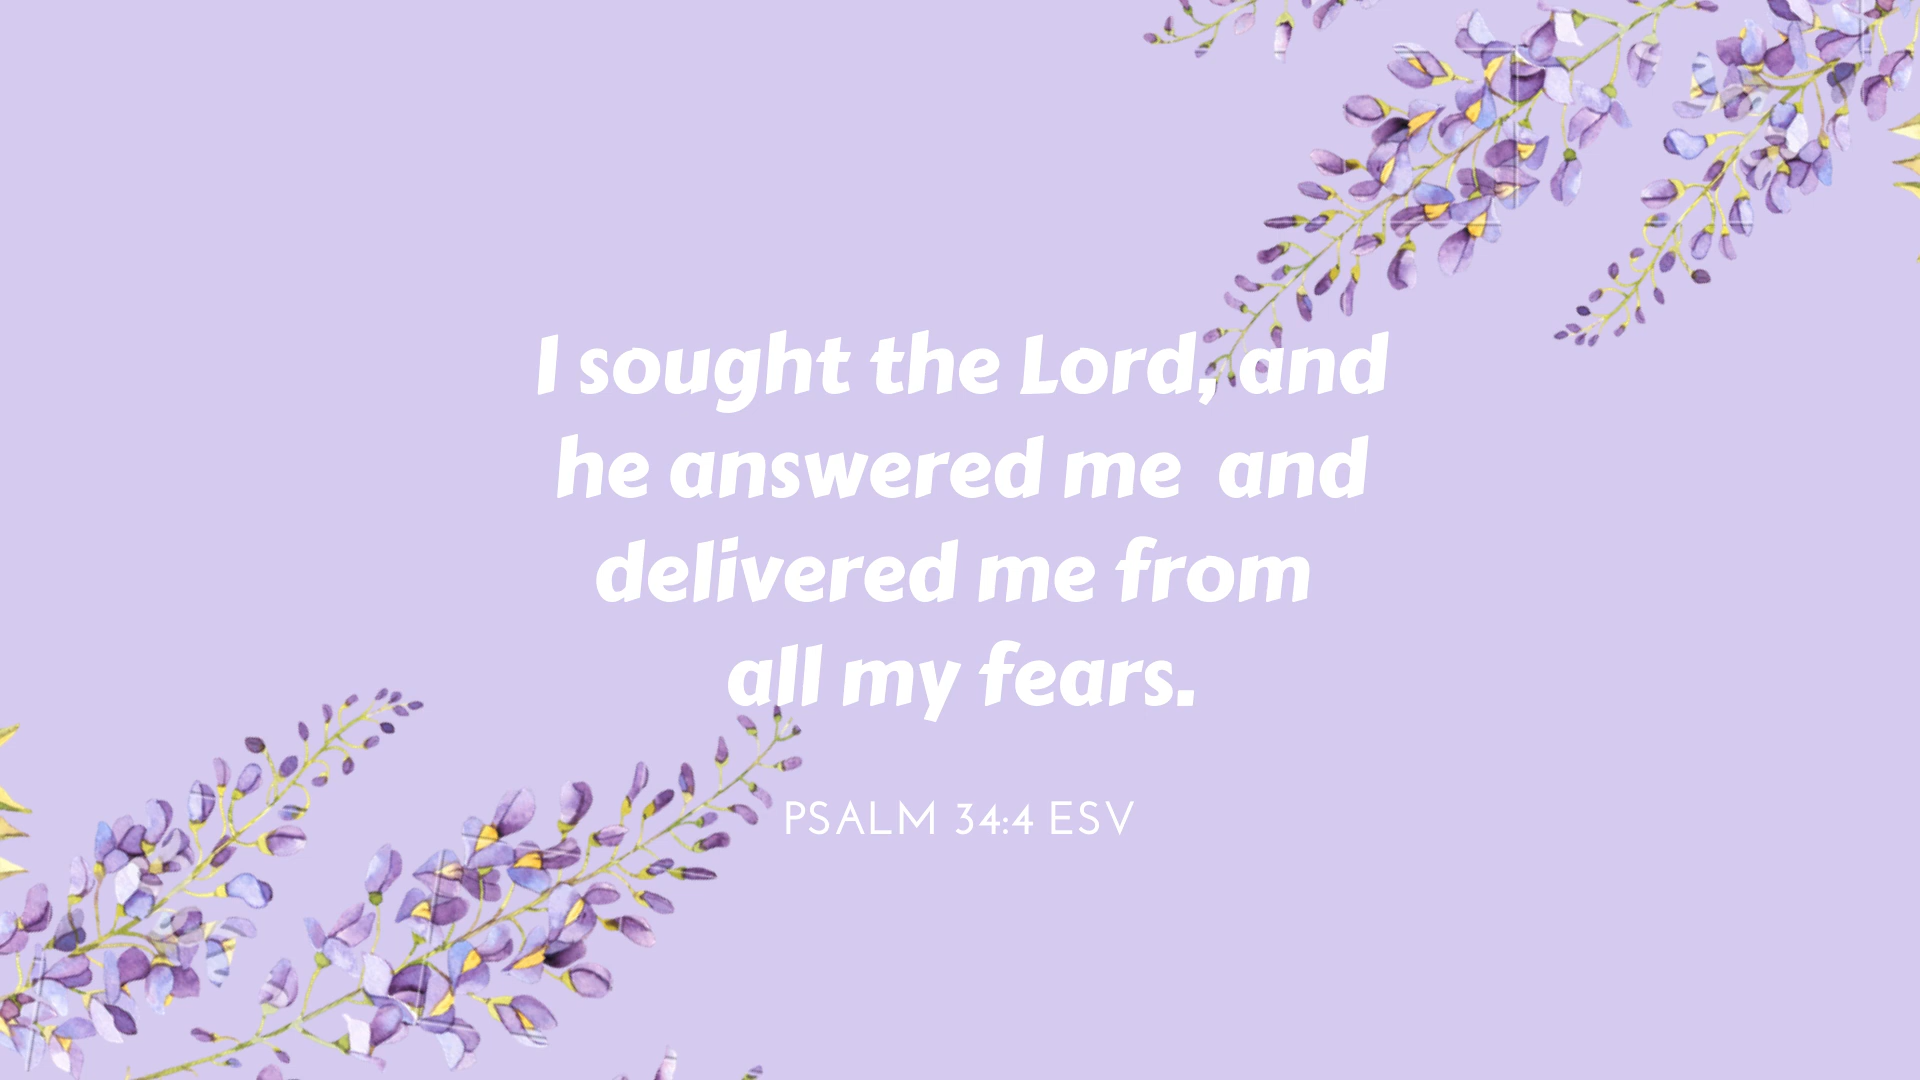 I sought the Lord, and
he answered me  and
delivered me from
all my fears.
PSALM 34:4 ESV